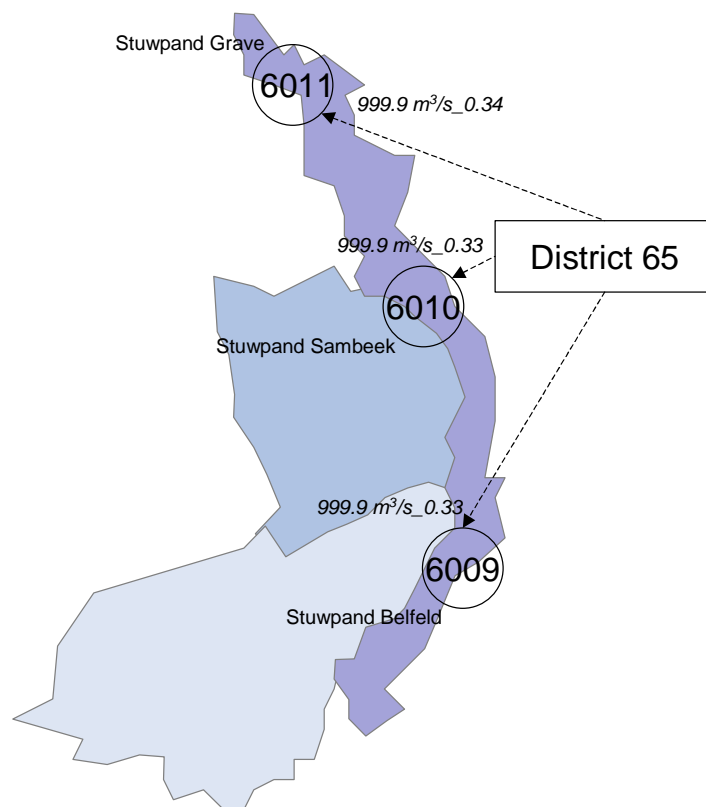 Stuwpand Grave
6011
999.9 m³/s_0.34
999.9 m³/s_0.33
District 65
6010
Stuwpand Sambeek
999.9 m³/s_0.33
6009
Stuwpand Belfeld